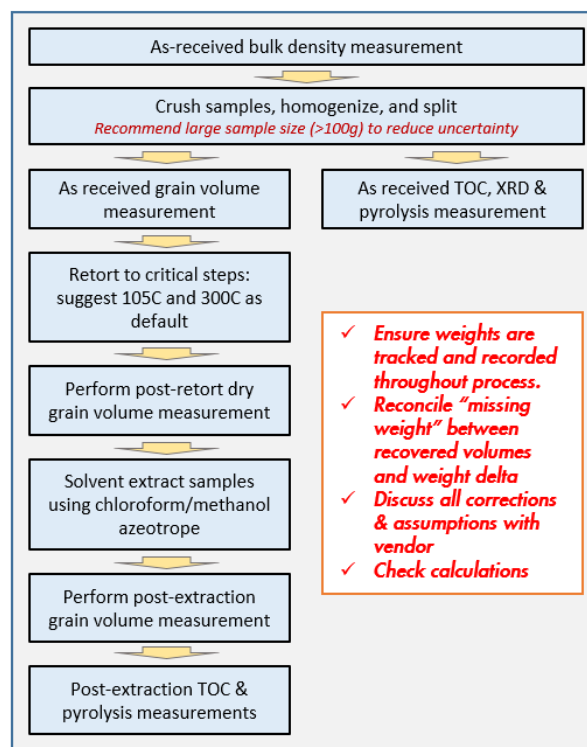 As-received bulk density measurement
Crush samples, homogenize, and split
Recommend large sample size (>100g) to reduce uncertainty
As received grain volume
measurement
As received TOC, XRD &
pyrolysis measurement
Retort to critical steps:
suggest 105C and 300C as
default
Perform post-retort dry
grain volume measurement
Solvent extract samples
using chloroform/methanol
azeotrope
Perform post-extraction
grain volume measurement
Post-extraction TOC &
pyrolysis measurements
✓ Ensure weights are
tracked and recorded
throughout process.
✓ Reconcile “missing
weight” between
recovered volumes
and weight delta
✓ Discuss all corrections
& assumptions with
vendor
✓ Check calculations